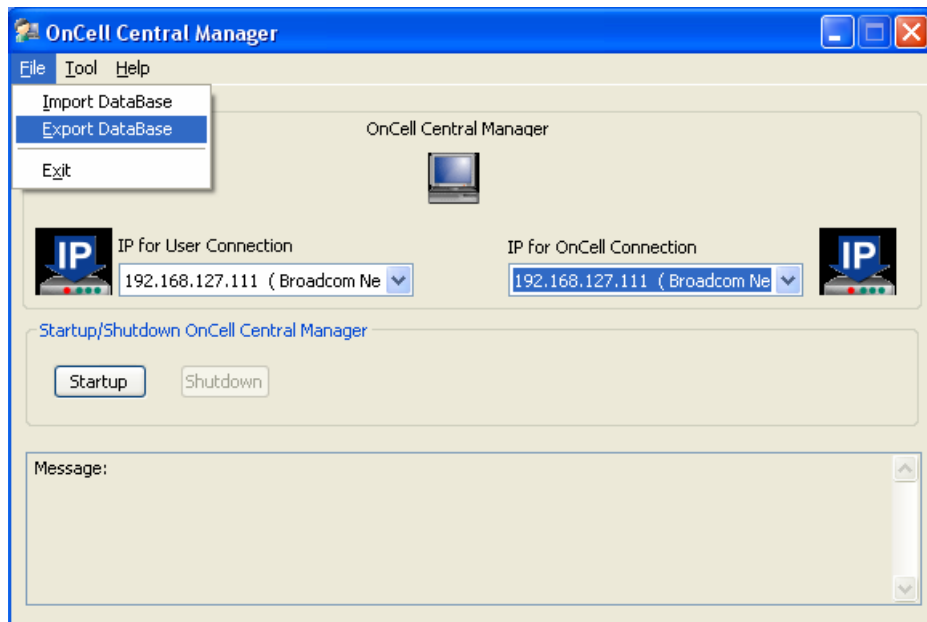 OnCell Central Manager
File Tool Help
Import DataBase
Export DataBase
Exit
OnCell Central Manager
IP
IP for User Connection
192.168.127.111 ( Broadcom Ne
IP for OnCell Connection
192.168.127.111 ( Broadcom Ne
IP
Startup/Shutdown OnCell Central Manager
Startup Shutdown
Message: